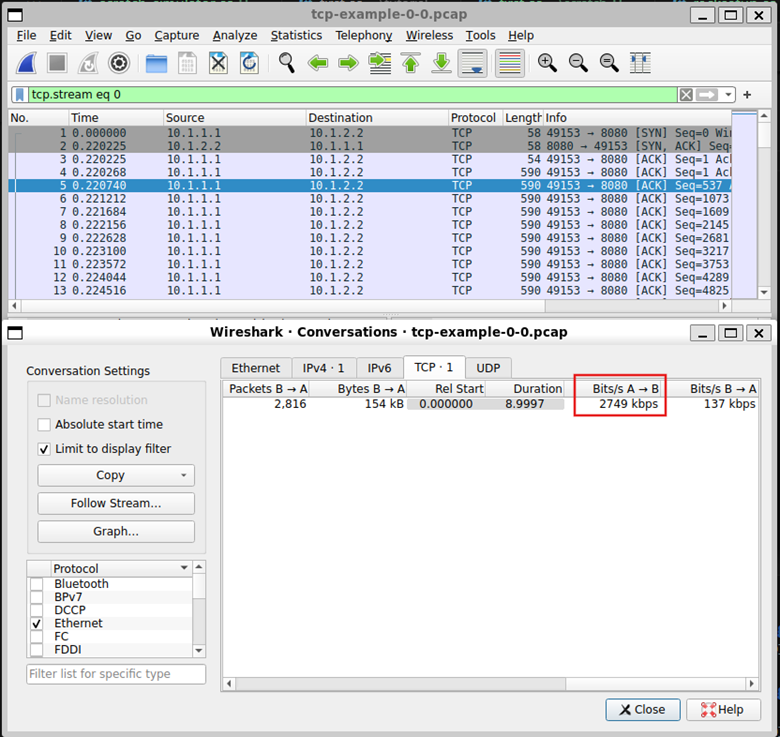 tcp-example-0-0.pcap
File Edit View Go Capture Analyze Statistics Telephony Wireless Tools Help
tcp.stream eq 0
No. Time Source Destination Protocol Length Info
1 0.000000 10.1.1.1 10.1.2.2 TCP 58 49153 → 8080 [SYN] Seq=0
2 0.220225 10.1.2.2 10.1.1.1 TCP 58 8080 → 49153 [SYN, ACK]
3 0.220225 10.1.1.1 10.1.2.2 TCP 54 49153 → 8080 [ACK] Seq=1
4 0.220268 10.1.1.1 10.1.2.2 TCP 590 49153 → 8080 [ACK] Seq=1
5 0.220740 10.1.1.1 10.1.2.2 TCP 590 49153 → 8080 [ACK] Seq=537
6 0.221212 10.1.1.1 10.1.2.2 TCP 590 49153 → 8080 [ACK] Seq=1073
7 0.221684 10.1.1.1 10.1.2.2 TCP 590 49153 → 8080 [ACK] Seq=1609
8 0.222156 10.1.1.1 10.1.2.2 TCP 590 49153 → 8080 [ACK] Seq=2145
9 0.222628 10.1.1.1 10.1.2.2 TCP 590 49153 → 8080 [ACK] Seq=2681
10 0.223100 10.1.1.1 10.1.2.2 TCP 590 49153 → 8080 [ACK] Seq=3217
11 0.223572 10.1.1.1 10.1.2.2 TCP 590 49153 → 8080 [ACK] Seq=3753
12 0.224044 10.1.1.1 10.1.2.2 TCP 590 49153 → 8080 [ACK] Seq=4289
13 0.224516 10.1.1.1 10.1.2.2 TCP 590 49153 → 8080 [ACK] Seq=4825
Wireshark · Conversations · tcp-example-0-0.pcap
Conversation Settings
Name resolution
Absolute start time
Limit to display filter
Copy
Follow Stream...
Graph...
Protocol
Bluetooth
BPv7
DCCP
Ethernet
FC
FDDI
Filter list for specific type
Ethernet IPv4 · 1 IPv6 TCP · 1 UDP
Packets B → A Bytes B → A Rel Start Duration Bits/s A → B Bits/s B → A
2,816 154 kB 0.000000 8.9997 2749 kbps 137 kbps
Close Help